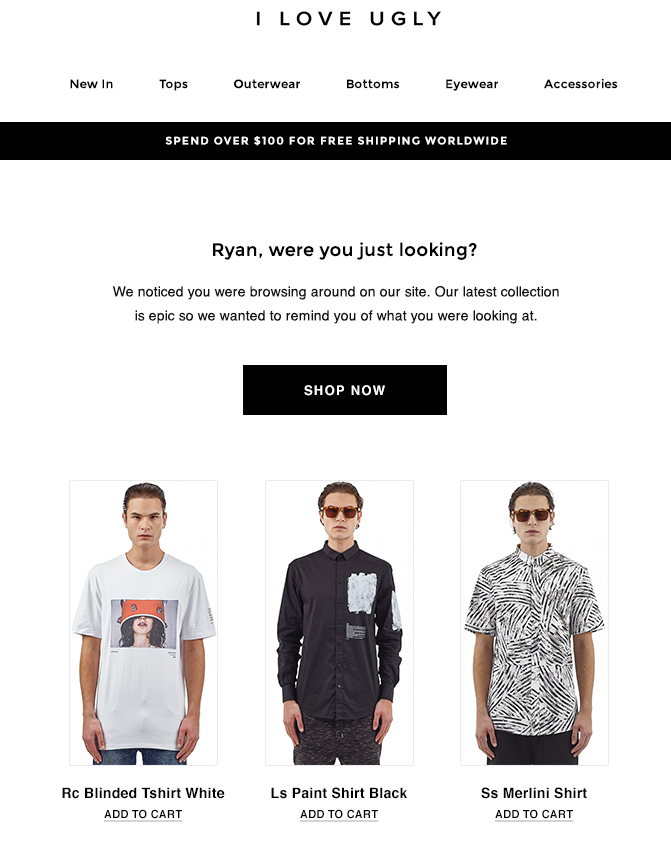 I LOVE UGLY
New In Tops Outerwear Bottoms Eyewear Accessories
SPEND OVER $100 FOR FREE SHIPPING WORLDWIDE
Ryan, were you just looking?
We noticed you were browsing around on our site. Our latest collection
is epic so we wanted to remind you of what you were looking at.
SHOP NOW
Rc Blinded Tshirt White Ls Paint Shirt Black Ss Merlini Shirt
ADD TO CART ADD TO CART ADD TO CART